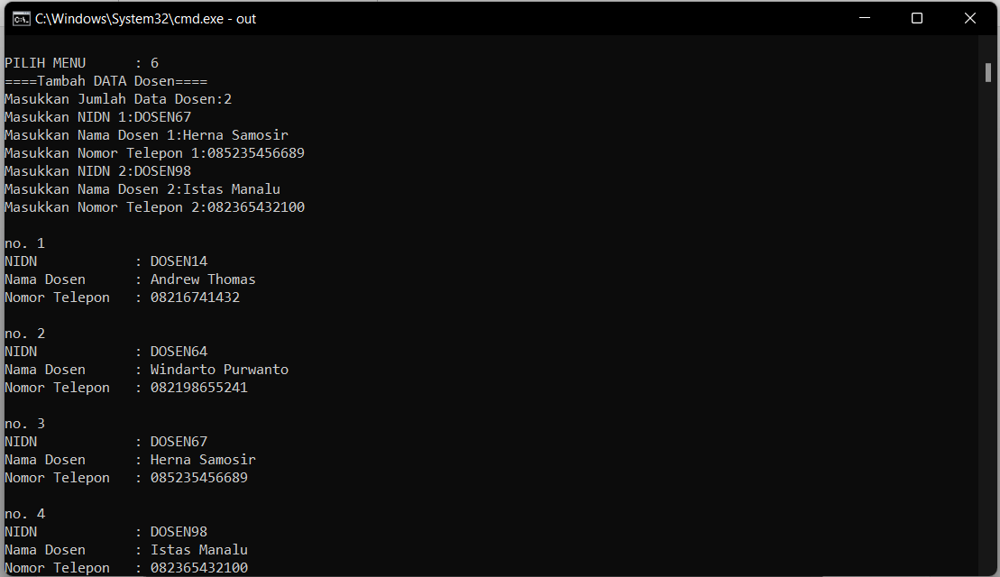 C:\Windows\System32\cmd.exe - out
PILIH MENU      : 6
====Tambah DATA Dosen====
Masukkan Jumlah Data Dosen:2
Masukkan NIDN 1:DOSEN67
Masukkan Nama Dosen 1:Herna Samosir
Masukkan Nomor Telepon 1:085235456689
Masukkan NIDN 2:DOSEN98
Masukkan Nama Dosen 2:Istas Manalu
Masukkan Nomor Telepon 2:082365432100
no. 1
NIDN            : DOSEN14
Nama Dosen      : Andrew Thomas
Nomor Telepon   : 08216741432
no. 2
NIDN            : DOSEN64
Nama Dosen      : Windarto Purwanto
Nomor Telepon   : 082198655241
no. 3
NIDN            : DOSEN67
Nama Dosen      : Herna Samosir
Nomor Telepon   : 085235456689
no. 4
NIDN            : DOSEN98
Nama Dosen      : Istas Manalu
Nomor Telepon   : 082365432100